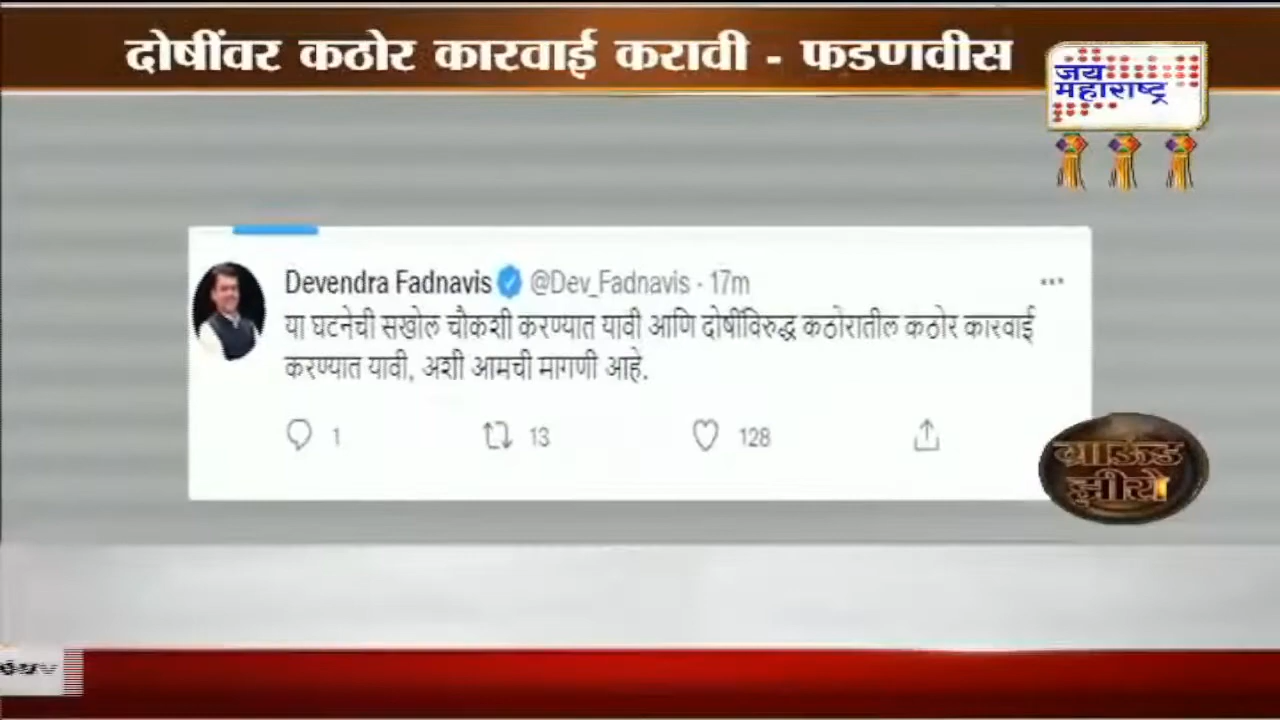 दोषींवर कठोर कारवाई करावी - फडणवीस
जय
महाराष्ट्र
Devendra Fadnavis @Dev_Fadnavis · 17m
या घटनेची सखोल चौकशी करण्यात यावी आणि दोषींविरुद्ध कठोरातील कठोर कारवाई
करण्यात यावी, अशी आमची मागणी आहे.
1 13 128
ग्राऊंड
झीरो